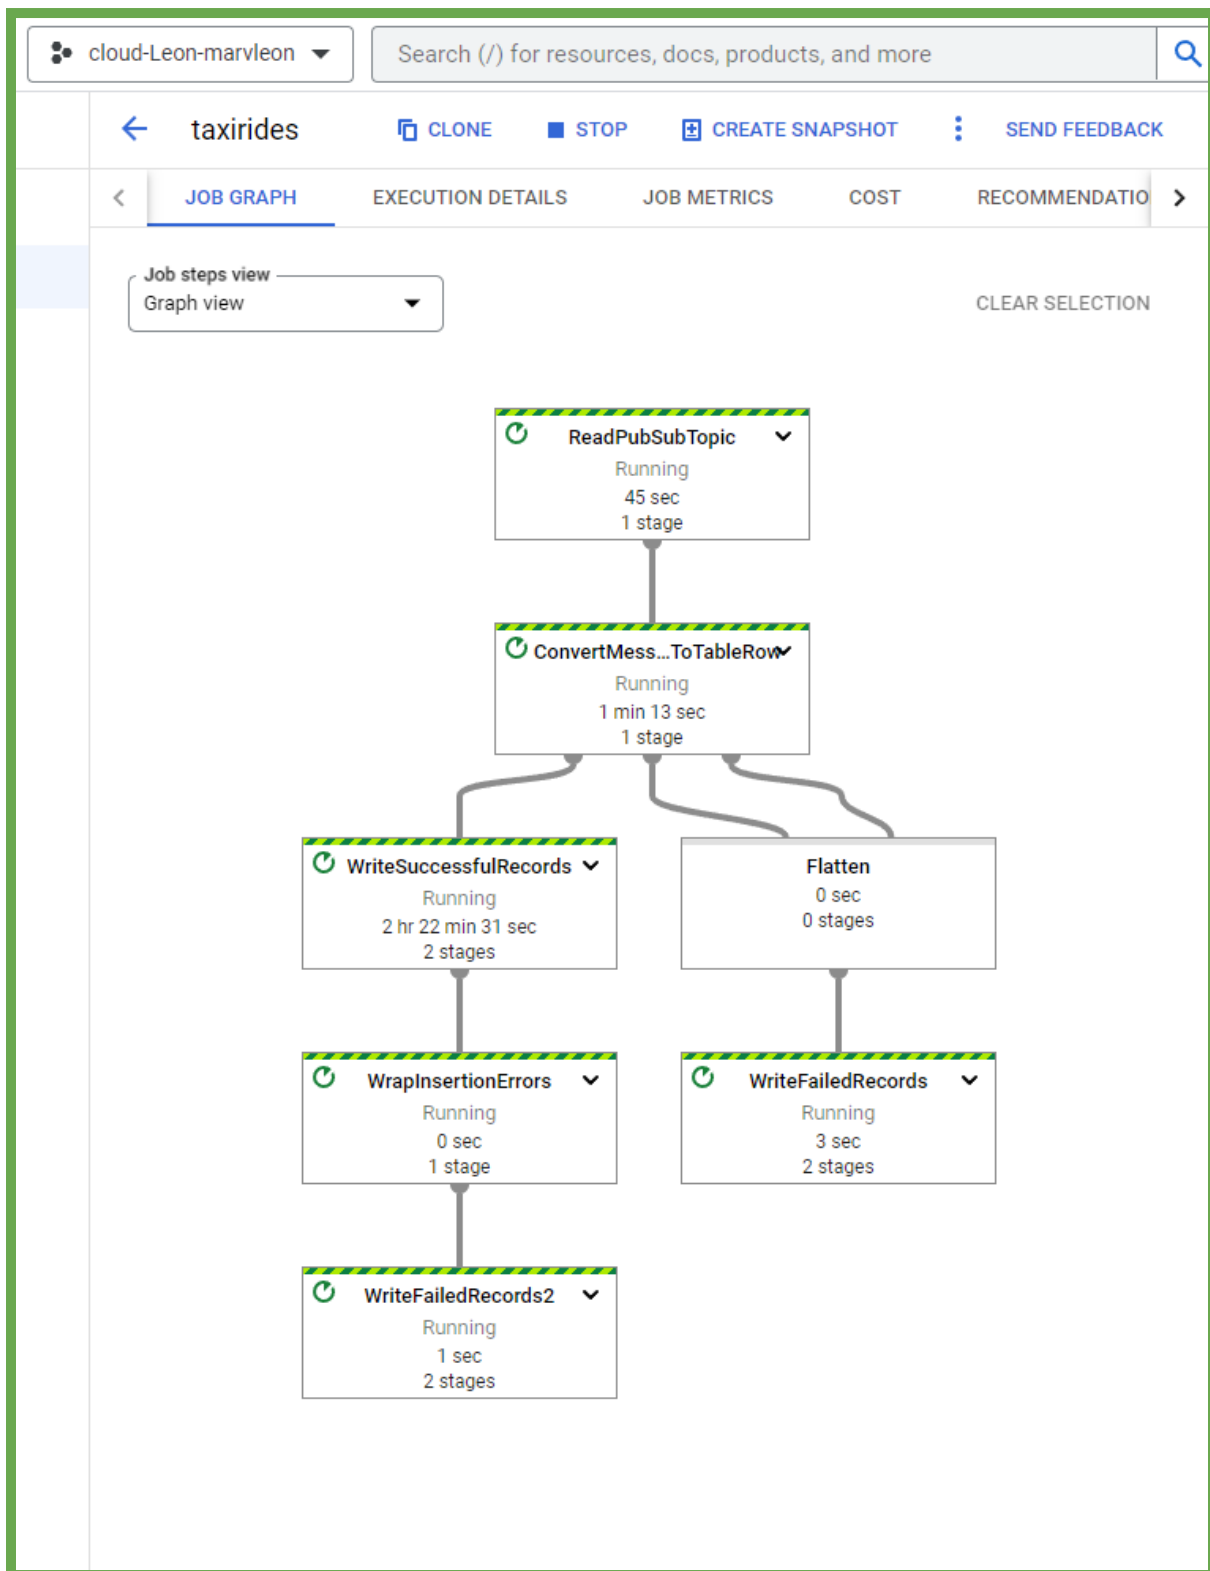 cloud-Leon-marvleon
Search (/) for resources, docs, products, and more
taxirides
CLONE
STOP
CREATE SNAPSHOT
SEND FEEDBACK
JOB GRAPH
EXECUTION DETAILS
JOB METRICS
COST
RECOMMENDATIO
Job steps view
Graph view
CLEAR SELECTION
ReadPubSubTopic
Running
45 sec
1 stage
ConvertMess...ToTableRow
Running
1 min 13 sec
1 stage
WriteSuccessfulRecords
Running
2 hr 22 min 31 sec
2 stages
Flatten
0 sec
0 stages
WrapInsertionErrors
Running
0 sec
1 stage
WriteFailedRecords
Running
3 sec
2 stages
WriteFailedRecords2
Running
1 sec
2 stages